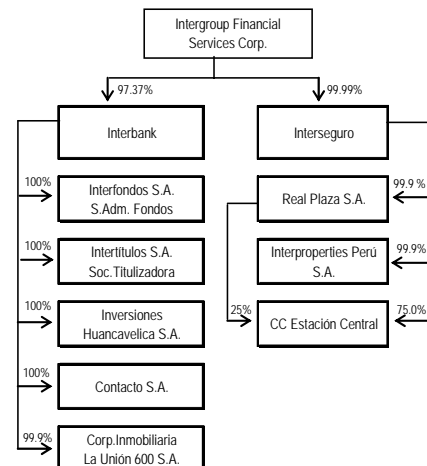 Intergroup Financial
Services Corp.
97.37%
99.99%
Interbank
Interseguro
100%
Interfondos S.A.
S.Adm. Fondos
Real Plaza S.A.
99.9 %
100%
Intertítulos S.A.
Soc.Titulizadora
Interproperties Perú
S.A.
99.9%
100%
Inversiones
Huancavelica S.A.
25%
CC Estación Central
75.0%
100%
Contacto S.A.
99.9%
Corp.Inmobiliaria
La Unión 600 S.A.